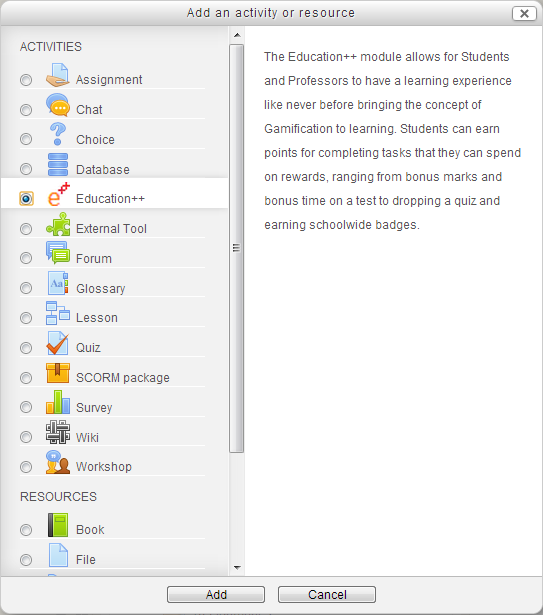 Add an activity or resource
ACTIVITIES
Assignment
Chat
Choice
Database
Education++
External Tool
Forum
Glossary
Lesson
Quiz
SCORM package
Survey
Wiki
Workshop
RESOURCES
Book
File
The Education++ module allows for Students
and Professors to have a learning experience
like never before bringing the concept of
Gamification to learning. Students can earn
points for completing tasks that they can spend
on rewards, ranging from bonus marks and
bonus time on a test to dropping a quiz and
earning schoolwide badges.
Add
Cancel